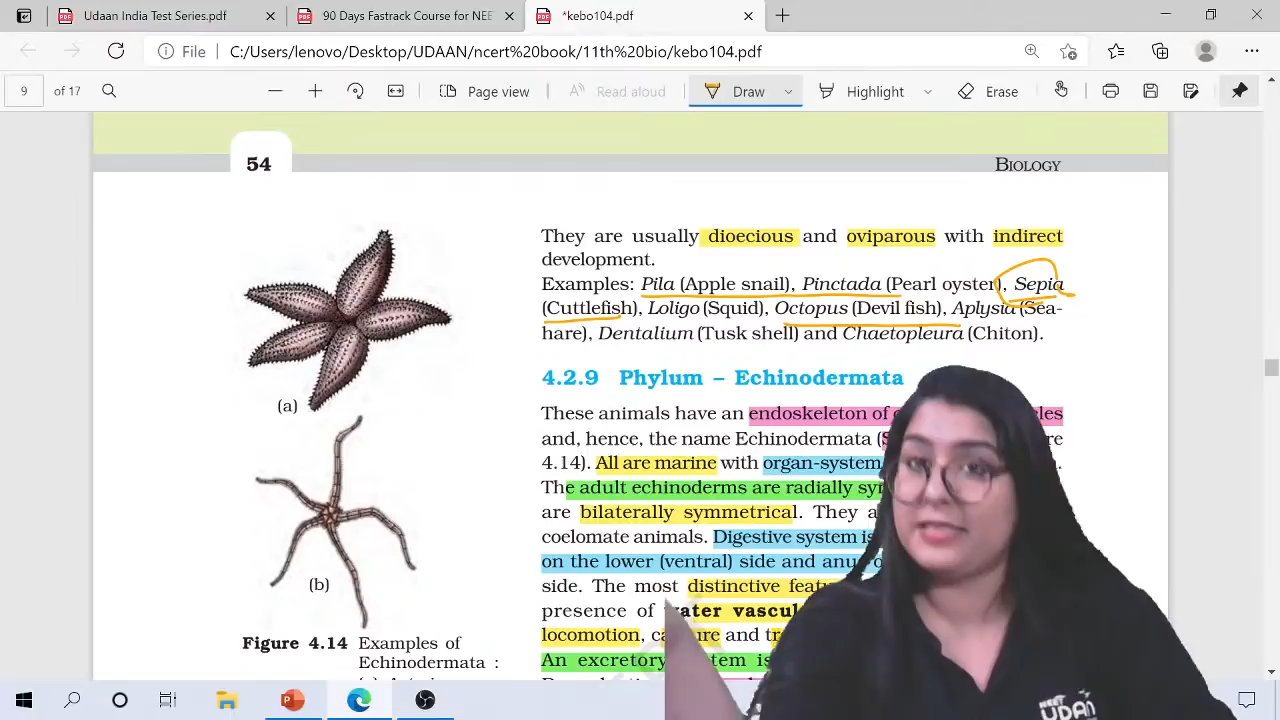 Udaan India Test Series.pdf
90 Days Fastrack Course for NEE
*kebo104.pdf
File C:/Users/lenovo/Desktop/UDAAN/ncert%20book/11th%20bio/kebo104.pdf
9 of 17
Page view
Read aloud
Draw
Highlight
Erase
54
BIOLOGY
They are usually dioecious and oviparous with indirect
development.
Examples: Pila (Apple snail), Pinctada (Pearl oyster), Sepia
(Cuttlefish), Loligo (Squid), Octopus (Devil fish), Aplysia (Sea-
hare), Dentalium (Tusk shell) and Chaetopleura (Chiton).
4.2.9 Phylum – Echinodermata
These animals have an endoskeleton of
and, hence, the name Echinodermata
4.14). All are marine with organ-system
The adult echinoderms are radially
are bilaterally symmetrical. They
coelomate animals. Digestive system is
on the lower (ventral) side and
side. The most distinctive
presence of water
locomotion, and
An excretory
(a)
(b)
Figure 4.14 Examples of
Echinodermata :
NEET
UDAN